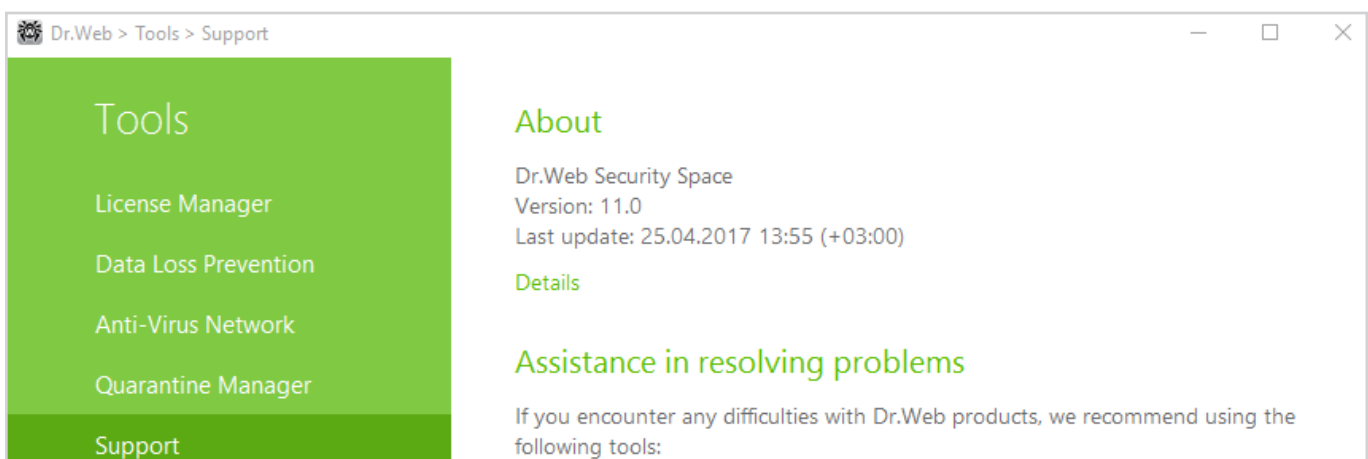 Dr.Web > Tools > Support
Tools
License Manager
Data Loss Prevention
Anti-Virus Network
Quarantine Manager
Support
About
Dr.Web Security Space
Version: 11.0
Last update: 25.04.2017 13:55 (+03:00)
Details
Assistance in resolving problems
If you encounter any difficulties with Dr.Web products, we recommend using the
following tools: